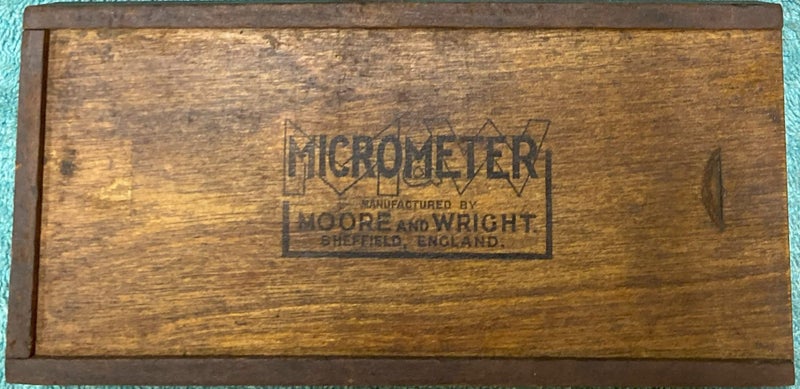 M&W
MICROMETER
MANUFACTURED BY
MOORE AND WRIGHT.
SHEFFIELD, ENGLAND.